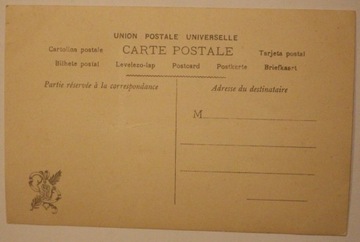 UNION POSTALE UNIVERSELLE
Cartolina postale CARTE POSTALE Tarjeta postal
Bilhete postal Levelezo-lap Postcard Postkarte Briefkaart
Partie réservée à la correspondance Adresse du destinataire
M